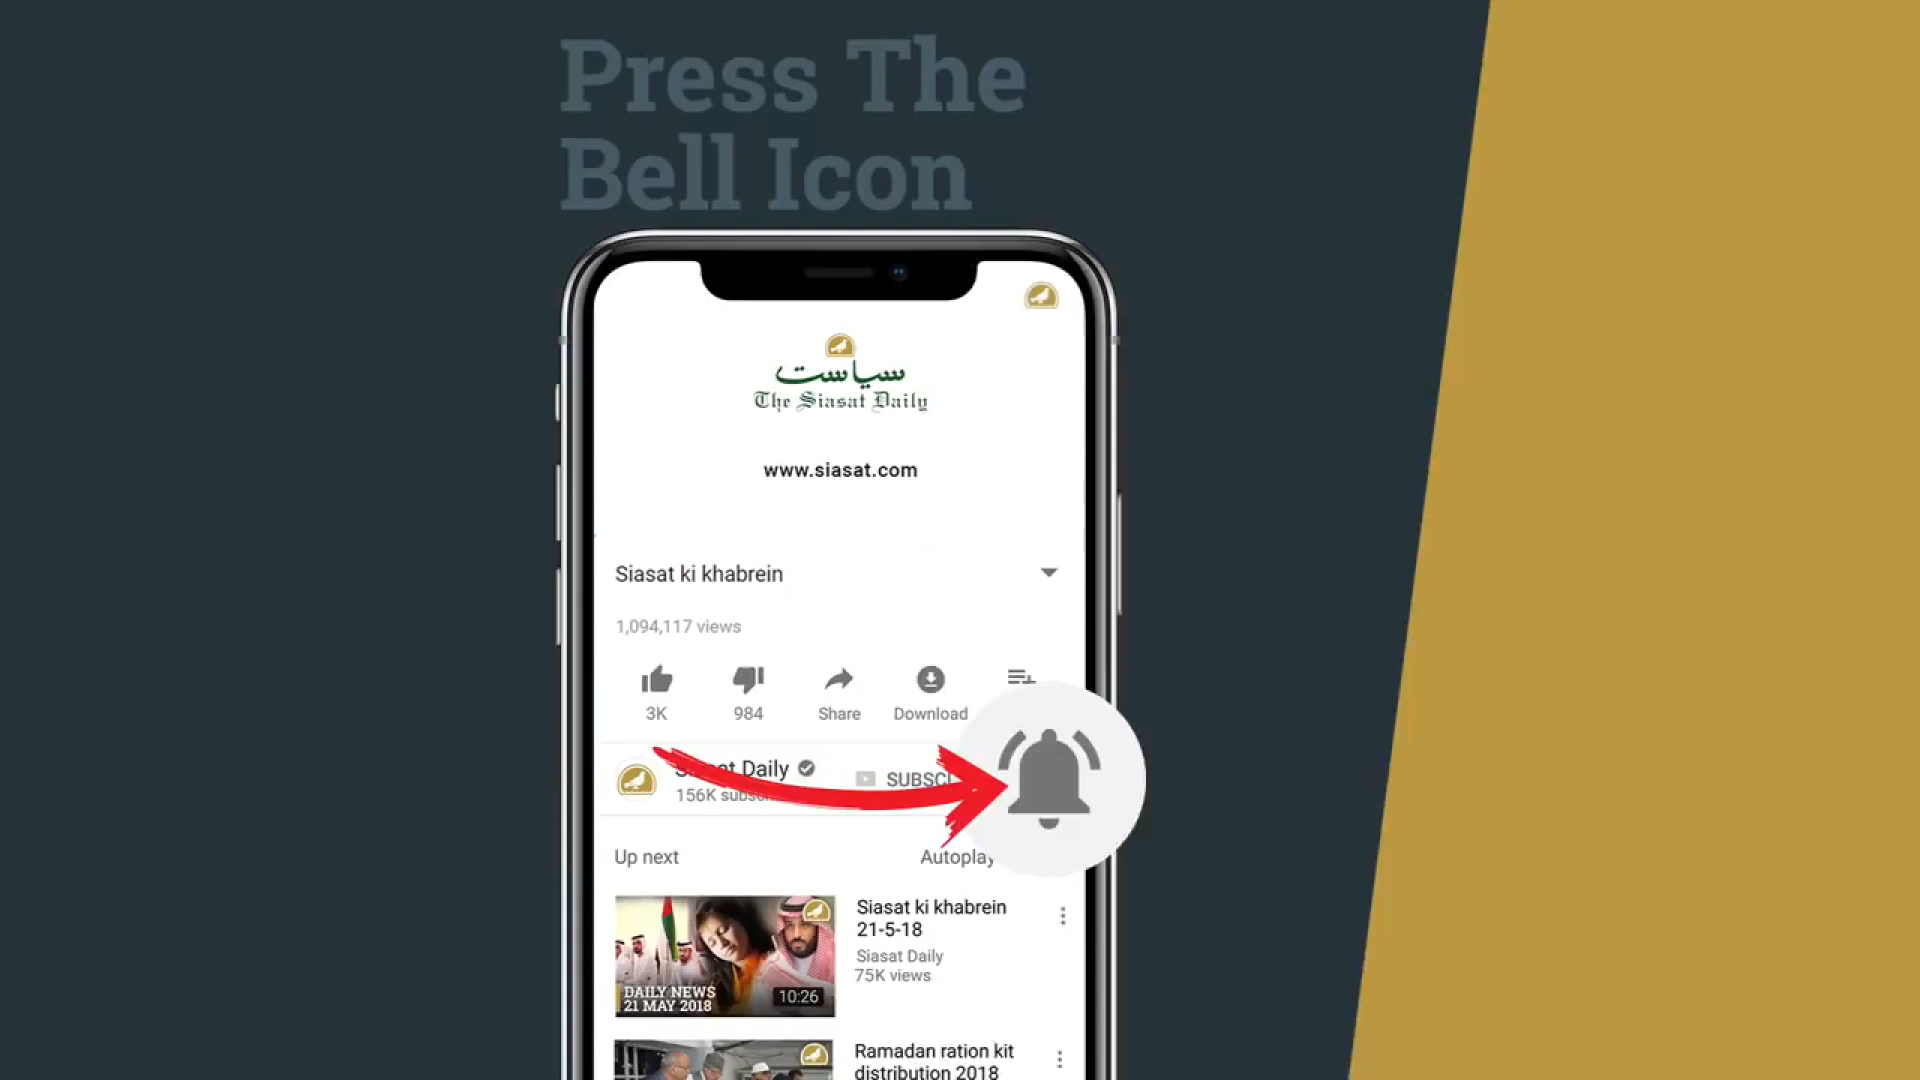 Press The
Bell Icon
سیاست
The Siasat Daily
www.siasat.com
Siasat ki khabrein
1,094,117 views
3K
984
Share
Download
Daily
SUBSC
156K
Up next
Autoplay
Siasat ki khabrein
21-5-18
Siasat Daily
75K views
DAILY NEWS
21 MAY 2018
10:26
Ramadan ration kit
distribution 2018